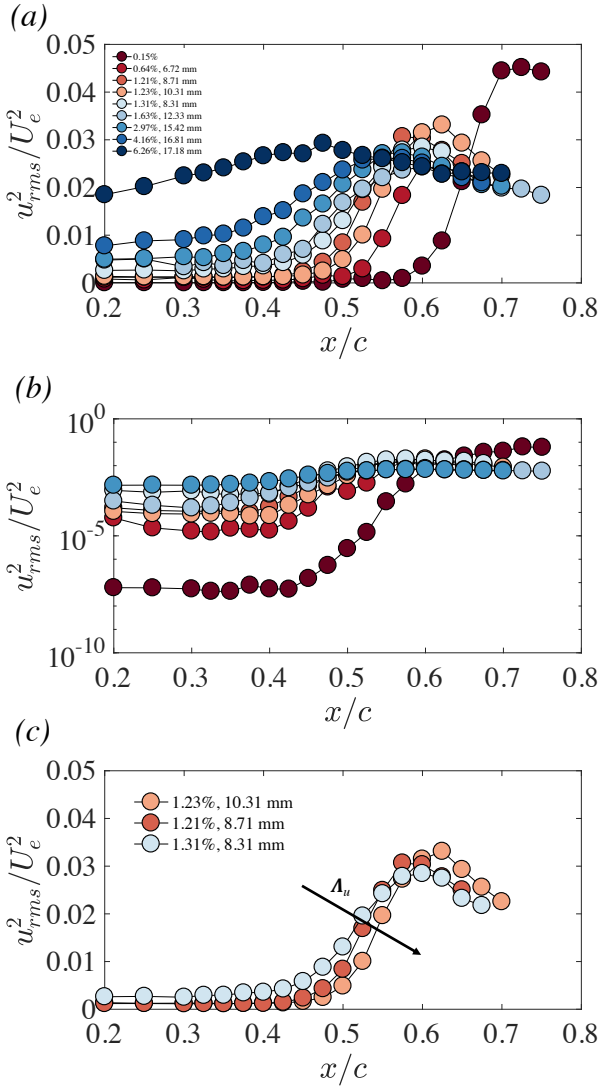 (a)
0.05
0.04
0.03
0.02
0.01
0
u²rms/U²e
0.15%
0.64%, 6.72 mm
1.21%, 8.71 mm
1.23%, 10.31 mm
1.31%, 8.31 mm
1.63%, 12.33 mm
2.97%, 15.42 mm
4.16%, 16.81 mm
6.26%, 17.18 mm
0.2 0.3 0.4 0.5 0.6 0.7 0.8
x/c
(b)
10⁰
10⁻⁵
10⁻¹⁰
u²rms/U²e
0.2 0.3 0.4 0.5 0.6 0.7 0.8
x/c
(c)
0.05
0.04
0.03
0.02
0.01
0
u²rms/U²e
1.23%, 10.31 mm
1.21%, 8.71 mm
1.31%, 8.31 mm
Λu
0.2 0.3 0.4 0.5 0.6 0.7 0.8
x/c